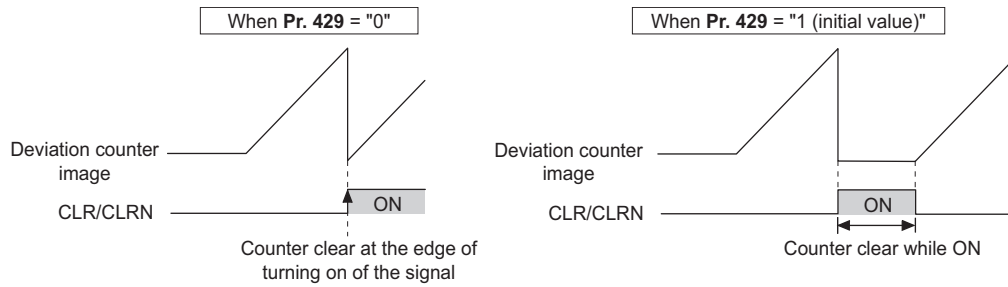 When Pr. 429 = "0"
Deviation counter
image
CLR/CLRN
ON
Counter clear at the edge of
turning on of the signal
When Pr. 429 = "1 (initial value)"
Deviation counter
image
CLR/CLRN
ON
Counter clear while ON